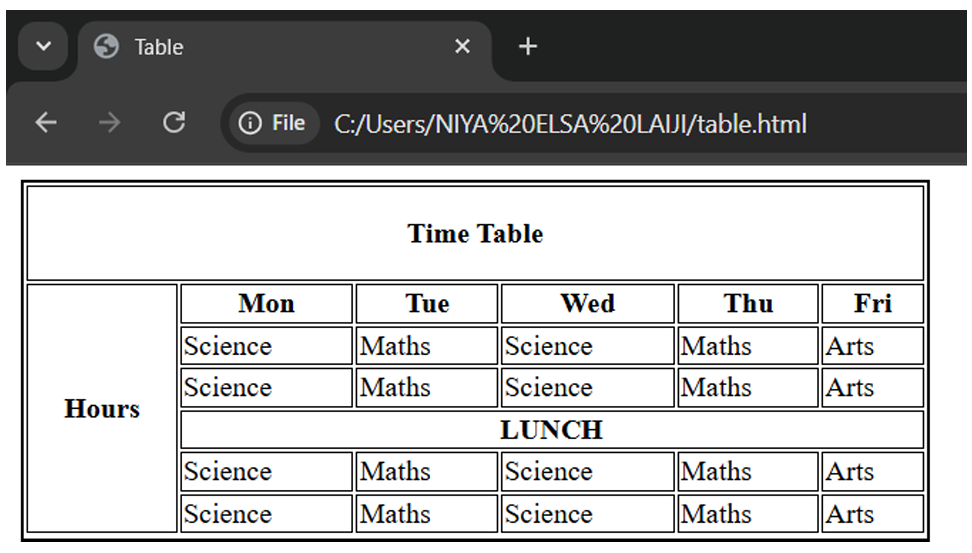 Table
File C:/Users/NIYA%20ELSA%20LAIJI/table.html
Time Table
Mon Tue Wed Thu Fri
Science Maths Science Maths Arts
Science Maths Science Maths Arts
Hours
LUNCH
Science Maths Science Maths Arts
Science Maths Science Maths Arts